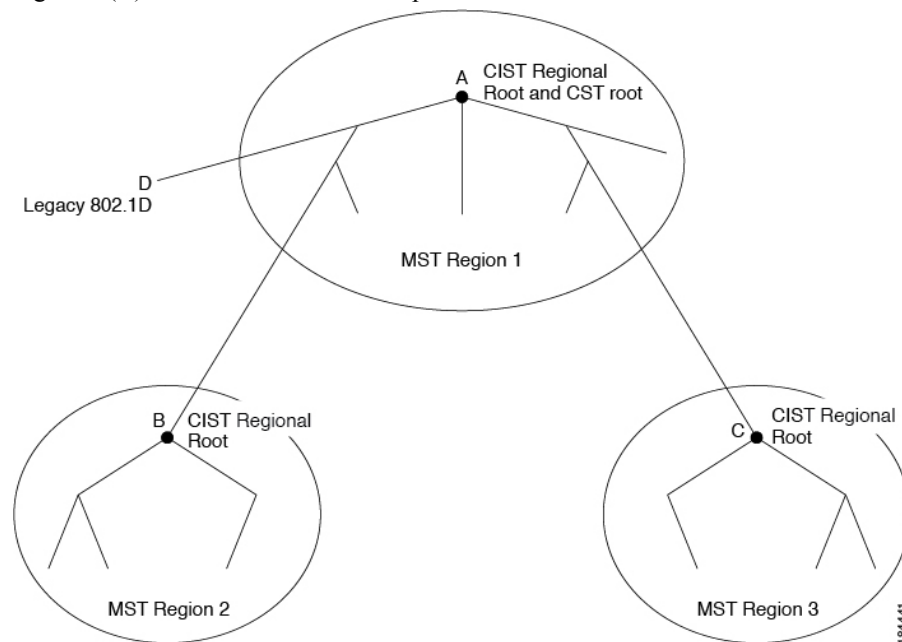 A
CIST Regional
Root and CST root
D
Legacy 802.1D
MST Region 1
B
CIST Regional
Root
C
CIST Regional
Root
MST Region 2
MST Region 3